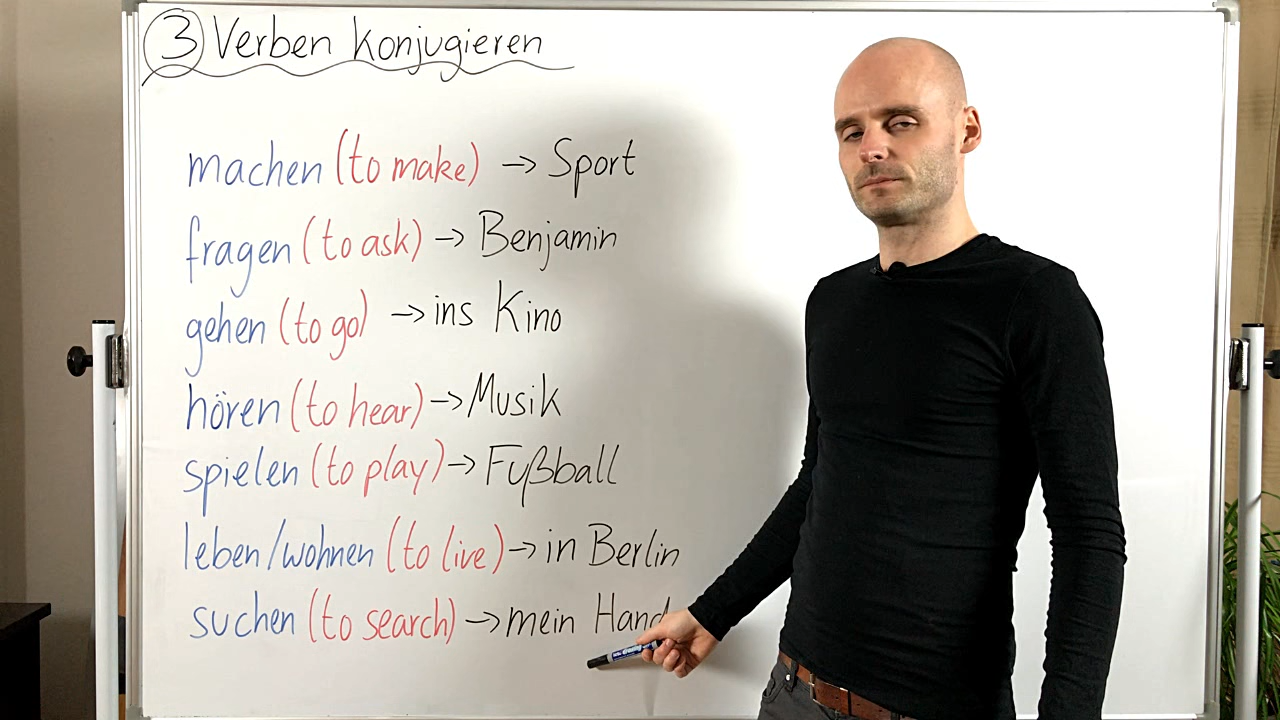 3 Verben konjugieren
machen (to make) → Sport
fragen (to ask) → Benjamin
gehen (to go) → ins Kino
hören (to hear) → Musik
spielen (to play) → Fußball
leben/wohnen (to live) → in Berlin
suchen (to search) → mein